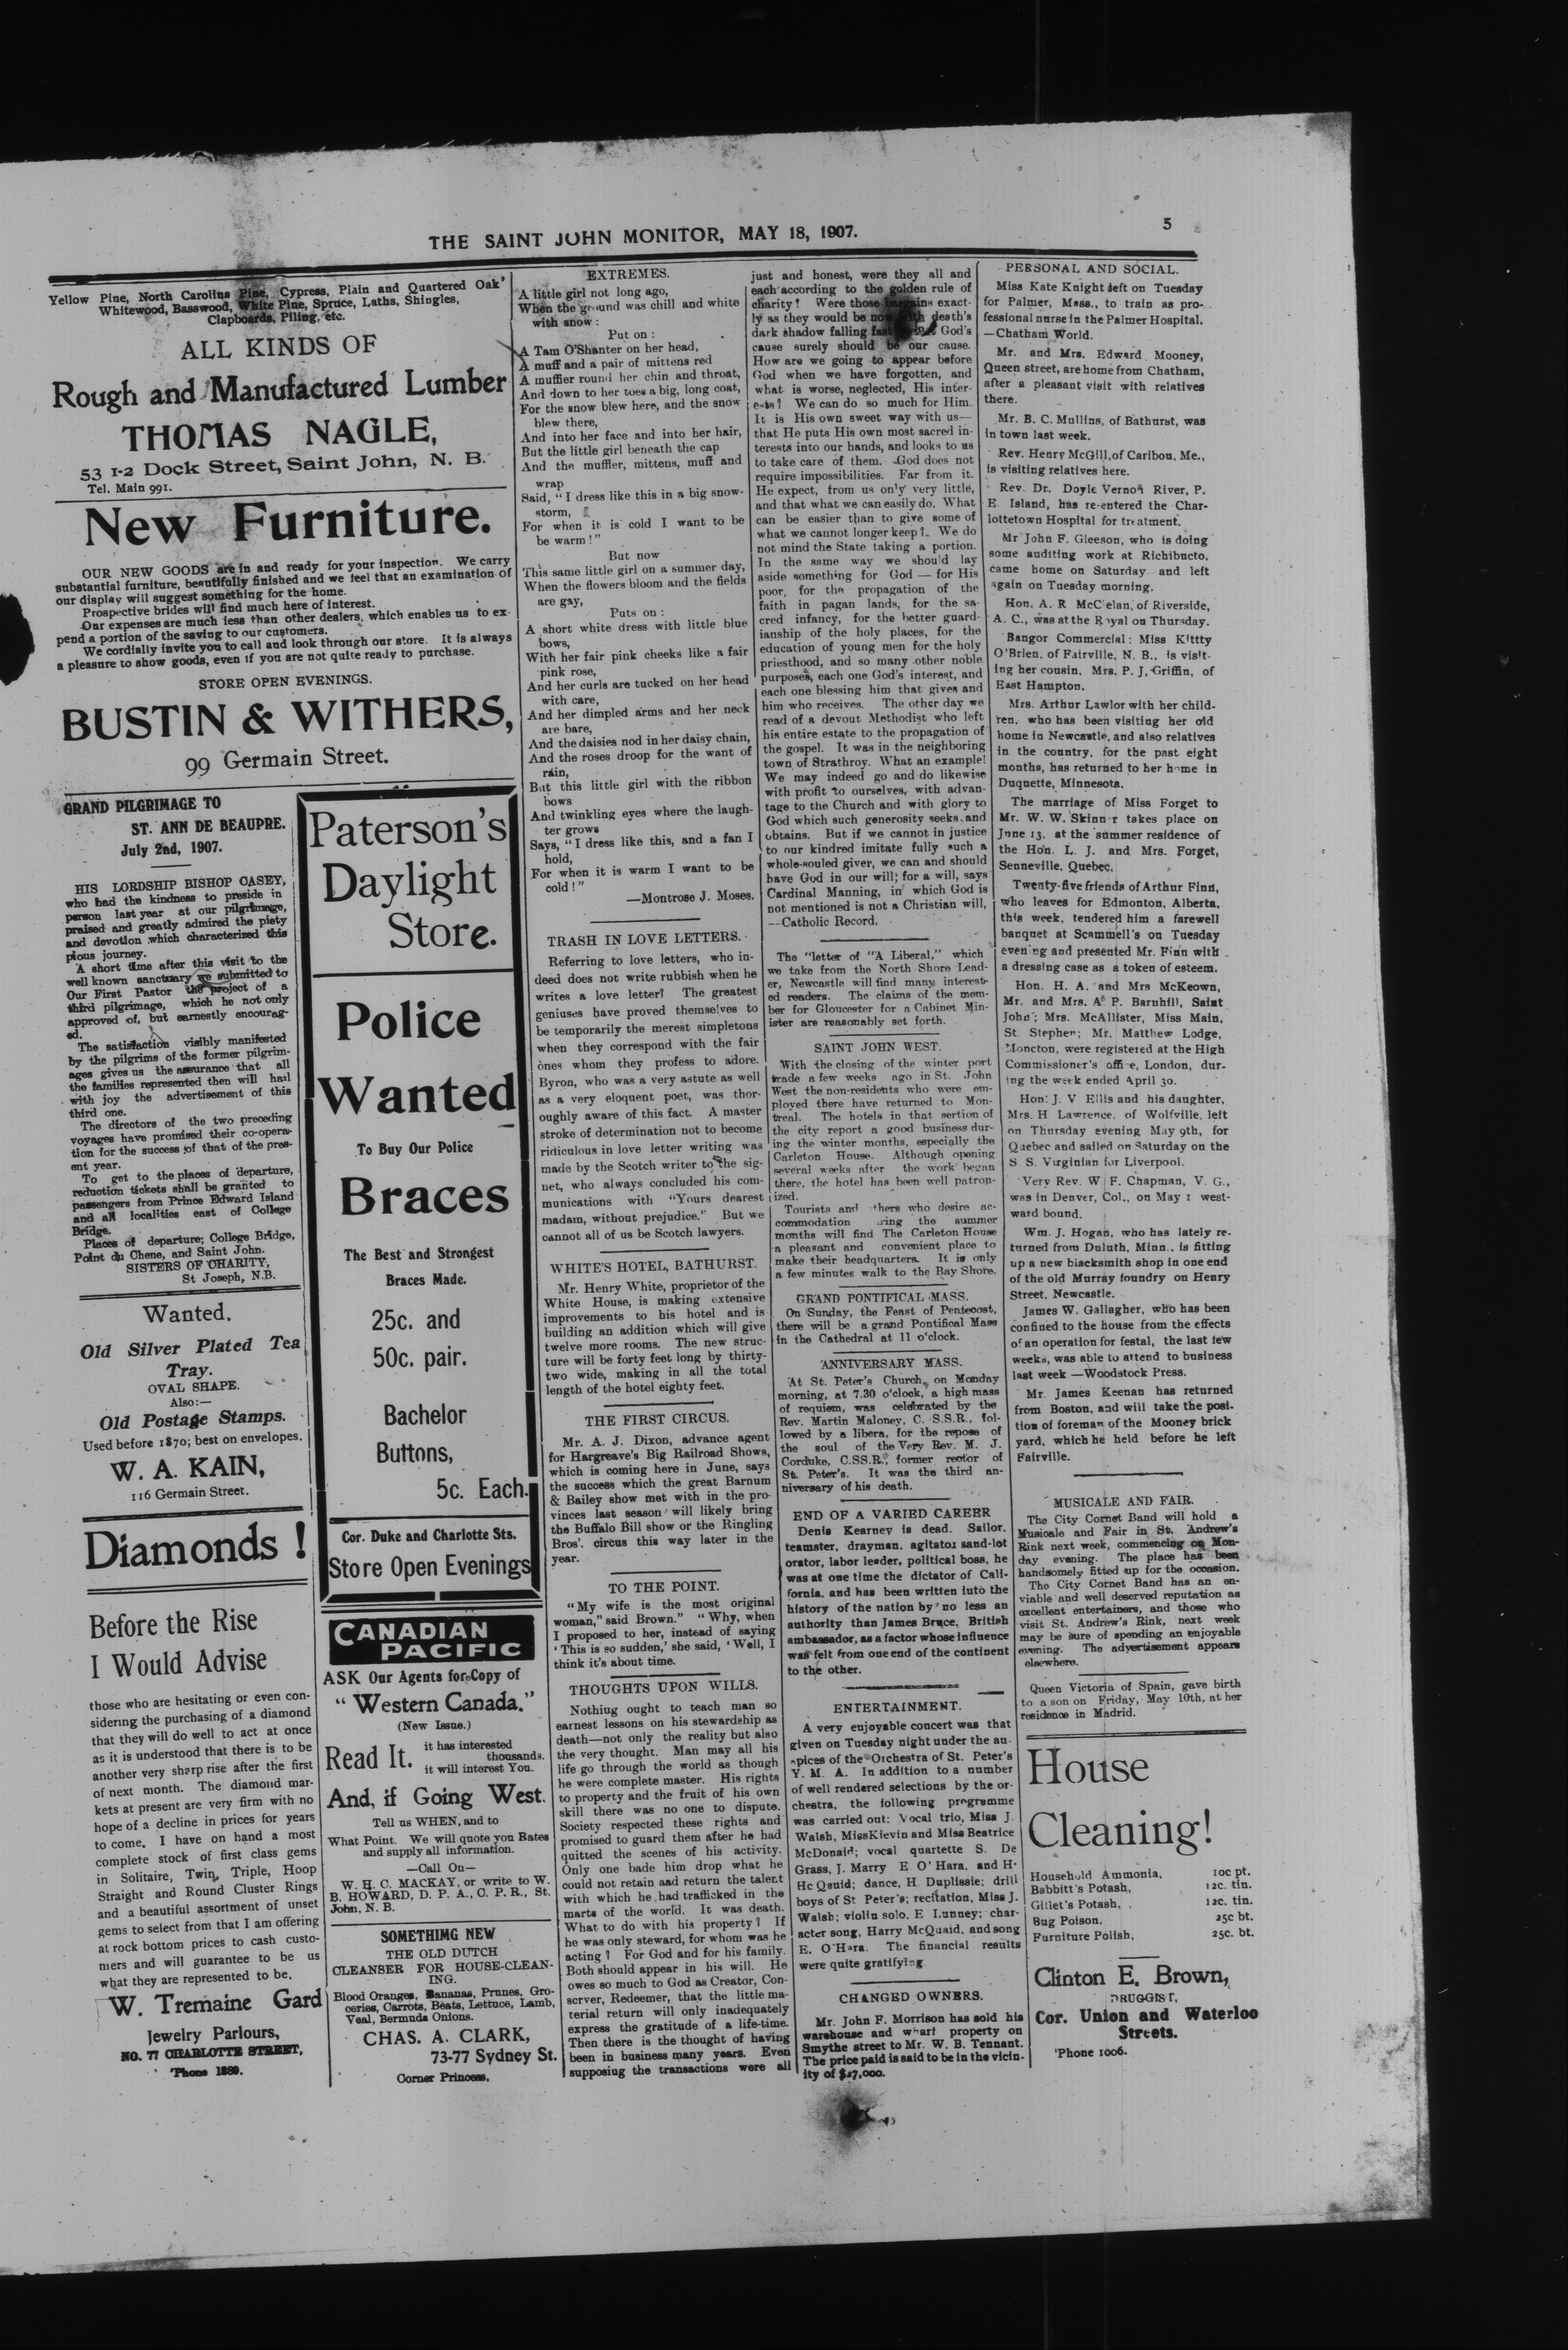 THE SAINT JOHN MONITOR, MAY 18, 1907.
5
Yellow Pine, North Carolina Pine, Cypress, Plain and Quartered Oak'
Whitewood, Basswood, White Pine, Spruce, Laths, Shingles,
Clapboards, Piling, etc.
ALL KINDS OF
Rough and Manufactured Lumber
THOMAS NAGLE,
53 1-2 Dock Street, Saint John, N. B.
Tel. Main 991.
New Furniture.
OUR NEW GOODS are in and ready for your inspection. We carry
substantial furniture, beautifully finished and we feel that an examination of
our display will suggest something for the home.
Prospective brides will find much here of interest.
Our expenses are much less than other dealers, which enables us to ex-
pend a portion of the saving to our customers.
We cordially invite you to call and look through our store. It is always
a pleasure to show goods, even if you are not quite ready to purchase.
STORE OPEN EVENINGS.
BUSTIN & WITHERS,
99 Germain Street.
GRAND PILGRIMAGE TO
ST. ANN DE BEAUPRE.
July 2nd, 1907.
HIS LORDSHIP BISHOP CASEY,
who had the kindness to preside in
person last year at our pilgrimage,
praised and greatly admired the piety
and devotion which characterized this
pious journey.
A short time after this visit to the
well known sanctuary we submitted to
Our First Pastor the project of a
third pilgrimage, which he not only
approved of, but earnestly encourag-
ed.
The satisfaction visibly manifested
by the pilgrims of the former pilgrim-
ages gives us the assurance that all
the families represented then will hail
with joy the advertisement of this
third one.
The directors of the two preceding
voyages have promised their co-opera-
tion for the success of that of the pres-
ent year.
To get to the places of departure,
reduction tickets shall be granted to
passengers from Prince Edward Island
and all localities east of College
Bridge.
Places of departure; College Bridge,
Point du Chene, and Saint John.
SISTERS OF CHARITY,
St Joseph, N.B.
Wanted.
Old Silver Plated Tea
Tray.
OVAL SHAPE.
Also:—
Old Postage Stamps.
Used before 1870; best on envelopes.
W. A. KAIN,
116 Germain Street.
Diamonds !
Before the Rise
I Would Advise
those who are hesitating or even con-
sidering the purchasing of a diamond
that they will do well to act at once
as it is understood that there is to be
another very sharp rise after the first
of next month. The diamond mar-
kets at present are very firm with no
hope of a decline in prices for years
to come. I have on hand a most
complete stock of first class gems
in Solitaire, Twin, Triple, Hoop
Straight and Round Cluster Rings
and a beautiful assortment of unset
gems to select from that I am offering
at rock bottom prices to cash custo-
mers and will guarantee to be us
what they are represented to be.
W. Tremaine Gard
Jewelry Parlours,
NO. 77 CHARLOTTE STREET,
'Phone 1889.
Paterson's
Daylight
Store.
Police
Wanted
To Buy Our Police
Braces
The Best and Strongest
Braces Made.
25c. and
50c. pair.
Bachelor
Buttons,
5c. Each.
Cor. Duke and Charlotte Sts.
Store Open Evenings
CANADIAN
PACIFIC
ASK Our Agents for Copy of
"Western Canada."
(New Issue.)
Read It. it has interested
thousands.
it will interest You.
And, if Going West.
Tell us WHEN, and to
What Point. We will quote you Rates
and supply all information.
—Call On—
W. H. C. MACKAY, or write to W.
B. HOWARD, D. P. A., C. P. R., St.
John, N. B.
SOMETHIMG NEW
THE OLD DUTCH
CLEANSER FOR HOUSE-CLEAN-
ING.
Blood Oranges, Bananas, Prunes, Gro-
ceries, Carrots, Beats, Lettuce, Lamb,
Veal, Bermuda Onions.
CHAS. A. CLARK,
73-77 Sydney St.
Corner Princess,
EXTREMES.
A little girl not long ago,
When the ground was chill and white
with snow :
Put on :
A Tam O'Shanter on her head,
A muff and a pair of mittens red
A muffler round her chin and throat,
And down to her toes a big, long coat,
For the snow blew here, and the snow
blew there,
And into her face and into her hair,
But the little girl beneath the cap
And the muffler, mittens, muff and
wrap
Said, "I dress like this in a big snow-
storm,
For when it is cold I want to be
be warm !"
But now
This same little girl on a summer day,
When the flowers bloom and the fields
are gay,
Puts on :
A short white dress with little blue
bows,
With her fair pink cheeks like a fair
pink rose,
And her curls are tucked on her head
with care,
And her dimpled arms and her neck
are bare,
And the daisies nod in her daisy chain,
And the roses droop for the want of
rain,
But this little girl with the ribbon
bows
And twinkling eyes where the laugh-
ter grows
Says, "I dress like this, and a fan I
hold,
For when it is warm I want to be
cold !"
—Montrose J. Moses.
TRASH IN LOVE LETTERS.
Referring to love letters, who in-
deed does not write rubbish when he
writes a love letter? The greatest
geniuses have proved themselves to
be temporarily the merest simpletons
when they correspond with the fair
ones whom they profess to adore.
Byron, who was a very astute as well
as a very eloquent poet, was thor-
oughly aware of this fact. A master
stroke of determination not to become
ridiculous in love letter writing was
made by the Scotch writer to the sig-
net, who always concluded his com-
munications with "Yours dearest
madam, without prejudice." But we
cannot all of us be Scotch lawyers.
WHITE'S HOTEL, BATHURST.
Mr. Henry White, proprietor of the
White House, is making extensive
improvements to his hotel and is
building an addition which will give
twelve more rooms. The new struc-
ture will be forty feet long by thirty-
two wide, making in all the total
length of the hotel eighty feet.
THE FIRST CIRCUS.
Mr. A. J. Dixon, advance agent
for Hargreave's Big Railroad Shows,
which is coming here in June, says
the success which the great Barnum
& Bailey show met with in the pro-
vinces last season will likely bring
the Buffalo Bill show or the Ringling
Bros'. circus this way later in the
year.
TO THE POINT.
"My wife is the most original
woman," said Brown." "Why, when
I proposed to her, instead of saying
'This is so sudden,' she said, 'Well, I
think it's about time.
THOUGHTS UPON WILLS.
Nothiug ought to teach man so
earnest lessons on his stewardship as
death—not only the reality but also
the very thought. Man may all his
life go through the world as though
he were complete master. His rights
to property and the fruit of his own
skill there was no one to dispute.
Society respected these rights and
promised to guard them after he had
quitted the scenes of his activity.
Only one bade him drop what he
could not retain aad return the talert
with which he had trafficked in the
marts of the world. It was death.
What to do with his property? If
he was only steward, for whom was he
acting? For God and for his family.
Both should appear in his will. He
owes so much to God as Creator, Con-
server, Redeemer, that the little ma-
terial return will only inadequately
express the gratitude of a life-time.
Then there is the thought of having
been in business many years. Even
supposing the transactions were all
just and honest, were they all and
each according to the golden rule of
charity? Were those bargains exact-
ly as they would be now death's
dark shadow falling fast God's
cause surely should be our cause.
How are we going to appear before
God when we have forgotten, and
what is worse, neglected, His inter-
ests? We can do so much for Him.
It is His own sweet way with us—
that He puts His own most sacred in-
terests into our hands, and looks to us
to take care of them. God does not
require impossibilities. Far from it.
He expect, from us only very little,
and that what we can easily do. What
can be easier than to give some of
what we cannot longer keep? We do
not mind the State taking a portion.
In the same way we should lay
aside something for God — for His
poor, for the propagation of the
faith in pagan lands, for the sa-
cred infancy, for the better guard-
ianship of the holy places, for the
education of young men for the holy
priesthood, and so many other noble
purposes, each one God's interest, and
each one blessing him that gives and
him who receives. The other day we
read of a devout Methodist who left
his entire estate to the propagation of
the gospel. It was in the neighboring
town of Strathroy. What an example!
We may indeed go and do likewise
with profit to ourselves, with advan-
tage to the Church and with glory to
God which such generosity seeks and
obtains. But if we cannot in justice
to our kindred imitate fully such a
whole-souled giver, we can and should
have God in our will; for a will, says
Cardinal Manning, in which God is
not mentioned is not a Christian will,
—Catholic Record.
The "letter of "A Liberal," which
we take from the North Shore Lead-
er, Newcastle will find many interest-
ed readers. The claims of the mem-
ber for Gloucester for a Cabinet Min-
ister are reasonably set forth.
SAINT JOHN WEST.
With the closing of the winter port
trade a few weeks ago in St. John
West the non-residents who were em-
ployed there have returned to Mon-
treal. The hotels in that sertion of
the city report a good business dur-
ing the winter months, especially the
Carleton House. Although opening
several weeks after the work began
there, the hotel has been well patron-
ized.
Tourists and thers who desire ac-
commodation ring the summer
months will find The Carleton House
a pleasant and convenient place to
make their headquarters. It is only
a few minutes walk to the Bay Shore.
GRAND PONTIFICAL MASS.
On Sunday, the Feast of Pentecost,
there will be a grand Pontifical Mass
in the Cathedral at 11 o'clock.
ANNIVERSARY MASS.
At St. Peter's Church, on Monday
morning, at 7.30 o'clock, a high mass
of requiem, was celebrated by the
Rev. Martin Maloney, C. S.S.R., fol-
lowed by a libera, for the repose of
the soul of the Very Rev. M. J.
Corduke, C.SS.R., former rector of
St. Peter's. It was the third an-
niversary of his death.
END OF A VARIED CAREER
Denis Kearney is dead. Sailor,
teamster, drayman, agitator sand-lot
orator, labor leader, political boss, he
was at one time the dictator of Cali-
fornia, and has been written iuto the
history of the nation by no less an
authority than James Bruce, British
ambassador, as a factor whose influence
was felt from one end of the continent
to the other.
ENTERTAINMENT.
A very enjoyable concert was that
given on Tuesday night under the au-
spices of the Orchestra of St. Peter's
Y. M. A. In addition to a number
of well rendered selections by the or-
chestra, the following programme
was carried out: Vocal trio, Miss J.
Walsh, Miss Klevin and Miss Beatrice
McDonald; vocal quartette S. De
Grass, J. Marry E O'Hara, and H·
Hc Qsuid; dance, H Duplissie; drill
boys of St Peter's; recitation, Miss J.
Walsb; violin solo, E Lunney; char-
acter song, Harry McQuaid, and song
E. O'Hara. The financial results
were quite gratifying
CHANGED OWNERS.
Mr. John F. Morrison has sold his
warehouse and wharf property on
Smythe street to Mr. W. B. Tennant.
The price paid is said to be in the vicin-
ity of $17,000.
PERSONAL AND SOCIAL.
Miss Kate Knight left on Tuesday
for Palmer, Mass., to train as pro-
fessional nurse in the Palmer Hospital.
—Chatham World.
Mr. and Mrs. Edward Mooney,
Queen street, are home from Chatham,
after a pleasant visit with relatives
there.
Mr. B. C. Mullins, of Bathurst, was
in town last week.
Rev. Henry McGill, of Caribou, Me.,
is visiting relatives here.
Rev. Dr. Doyle Vernon River, P.
E. Island, has re-entered the Char-
lottetown Hospital for treatment.
Mr John F. Gleeson, who is doing
some auditing work at Richibucto,
came home on Saturday and left
again on Tuesday morning.
Hon. A. R McClelan, of Riverside,
A. C., was at the Royal on Thursday.
Bangor Commercial: Miss Kittty
O'Brien, of Fairville, N. B., is visit-
ing her cousin, Mrs. P. J, Griffin, of
East Hampton.
Mrs. Arthur Lawlor with her child-
ren, who has been visiting her old
home in Newcastle, and also relatives
in the country, for the past eight
months, has returned to her home in
Duquette, Minnesota.
The marriage of Miss Forget to
Mr. W. W. Skinner takes place on
June 13, at the summer residence of
the Hon. L. J. and Mrs. Forget,
Senneville, Quebec.
Twenty-five friends of Arthur Finn,
who leaves for Edmonton, Alberta,
this week, tendered him a farewell
banquet at Scammell's on Tuesday
evening and presented Mr. Finn with
a dressing case as a token of esteem.
Hon. H. A. and Mrs McKeown,
Mr. and Mrs. A P. Barnhill, Saint
John; Mrs. McAllister, Miss Main,
St. Stephen; Mr. Matthew Lodge,
Moncton, were registered at the High
Commissioner's office, London, dur-
ing the week ended April 30.
Hon: J. V Ellis and his daughter,
Mrs. H Lawrence, of Wolfville, left
on Thursday evening May 9th, for
Quebec and sailed on Saturday on the
S S. Virginian for Liverpool.
Very Rev. W F. Chapman, V. G.,
was in Denver, Col., on May 1 west-
ward bound.
Wm. J. Hogan, who has lately re-
turned from Duluth, Minn., is fitting
up a new blacksmith shop in one end
of the old Murray foundry on Henry
Street, Newcastle.
James W. Gallagher, who has been
confined to the house from the effects
of an operation for festal, the last few
weeks, was able to attend to business
last week —Woodstock Press.
Mr. James Keenan has returned
from Boston, and will take the posi-
tion of foreman of the Mooney brick
yard, which he held before he left
Fairville.
MUSICALE AND FAIR.
The City Cornet Band will hold a
Musicale and Fair in St. Andrew's
Rink next week, commencing on Mon-
day evening. The place has been
handsomely fitted up for the occasion.
The City Cornet Band has an en-
viable and well deserved reputation as
excellent entertainers, and those who
visit St. Andrew's Rink, next week
may be sure of spending an enjoyable
evening. The advertisement appears
elsewhere.
Queen Victoria of Spain, gave birth
to a son on Friday, May 10th, at her
residence in Madrid.
House
Cleaning!
Household Ammonia, 10c pt.
Babbitt's Potash, 12c. tin.
Gillet's Potash, 12c. tin.
Bug Poison, 25c bt.
Furniture Polish, 25c. bt.
Clinton E. Brown,
DRUGGIST,
Cor. Union and Waterloo
Streets.
'Phone 1006.